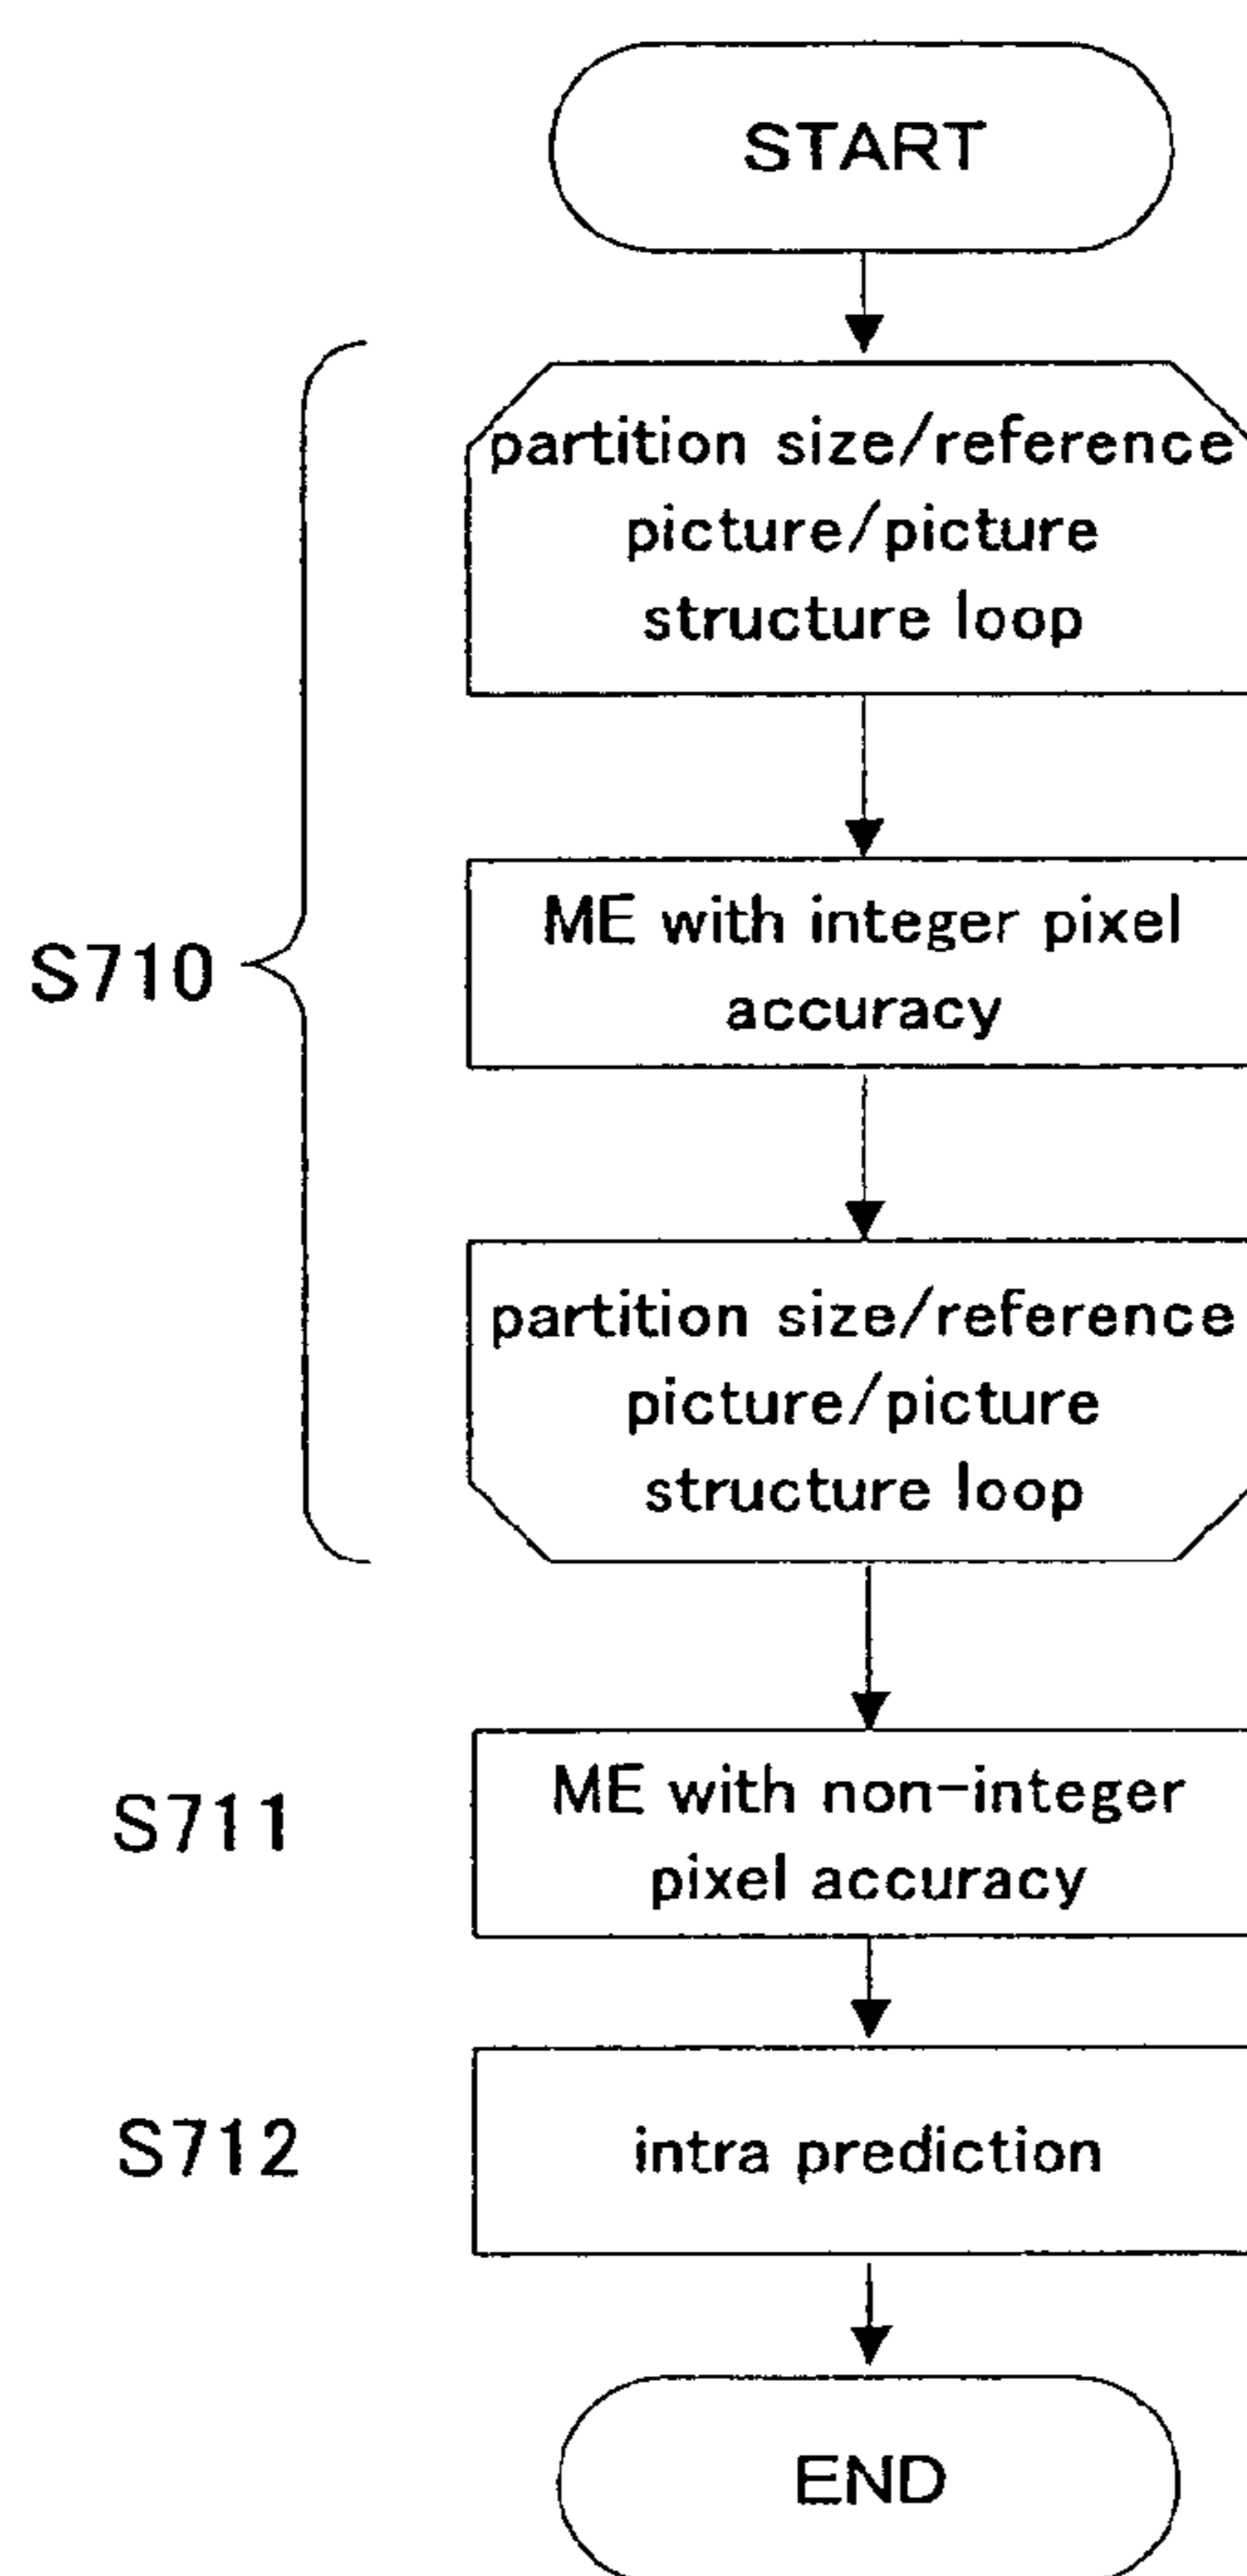 START
partition size/reference
picture/picture
structure loop
S710
ME with integer pixel
accuracy
partition size/reference
picture/picture
structure loop
S711
ME with non-integer
pixel accuracy
S712
intra prediction
END